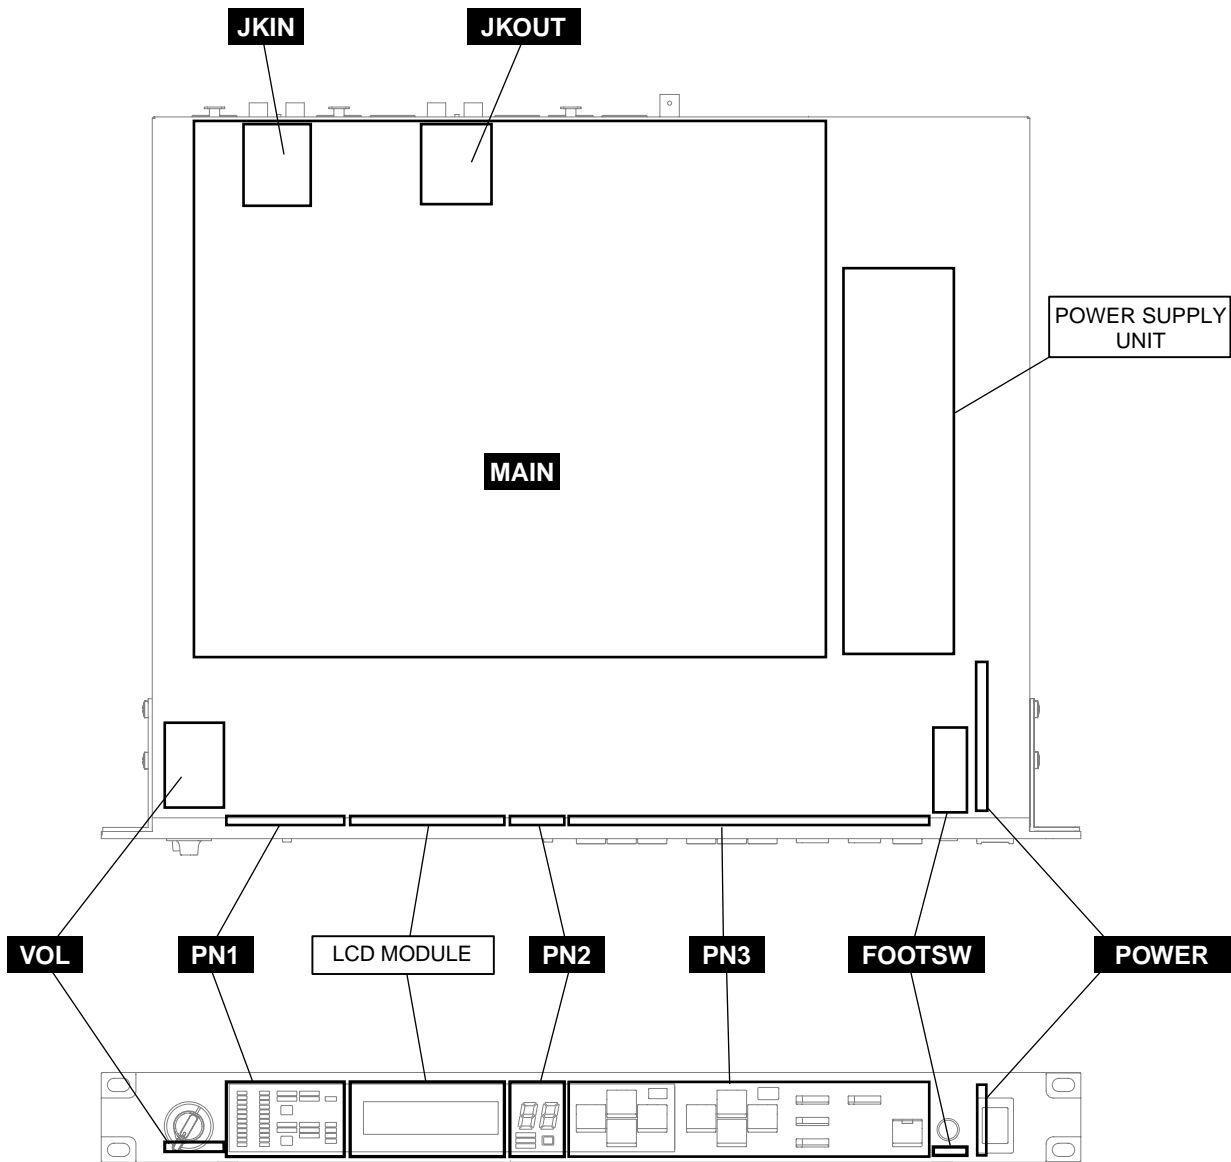 JKIN
JKOUT
POWER SUPPLY
UNIT
MAIN
VOL
PN1
LCD MODULE
PN2
PN3
FOOTSW
POWER